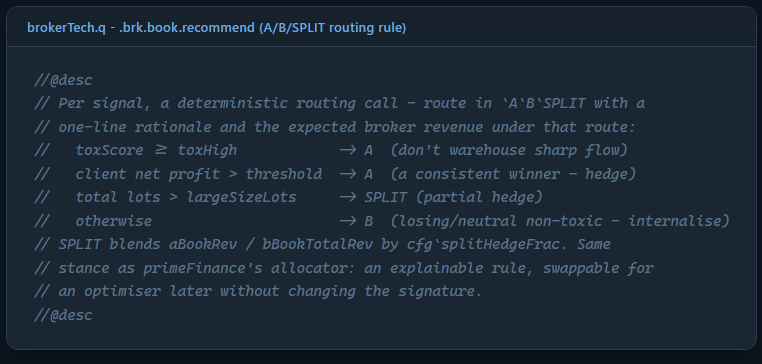 brokerTech.q - .brk.book.recommend (A/B/SPLIT routing rule)
//@desc
// Per signal, a deterministic routing call - route in `A`B`SPLIT with a
// one-line rationale and the expected broker revenue under that route:
//   toxScore ≥ toxHigh              → A  (don't warehouse sharp flow)
//   client net profit > threshold  → A  (a consistent winner - hedge)
//   total lots > largeSizeLots     → SPLIT (partial hedge)
//   otherwise                      → B  (losing/neutral non-toxic - internalise)
// SPLIT blends aBookRev / bBookTotalRev by cfg`splitHedgeFrac. Same
// stance as primeFinance's allocator: an explainable rule, swappable for
// an optimiser later without changing the signature.
//@desc